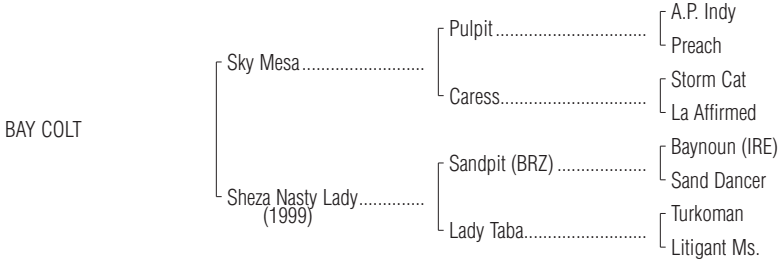 A.P. Indy
Pulpit
Preach
Sky Mesa
Storm Cat
Caress
La Affirmed
BAY COLT
Baynoun (IRE)
Sandpit (BRZ)
Sand Dancer
Sheza Nasty Lady
(1999)
Turkoman
Lady Taba
Litigant Ms.